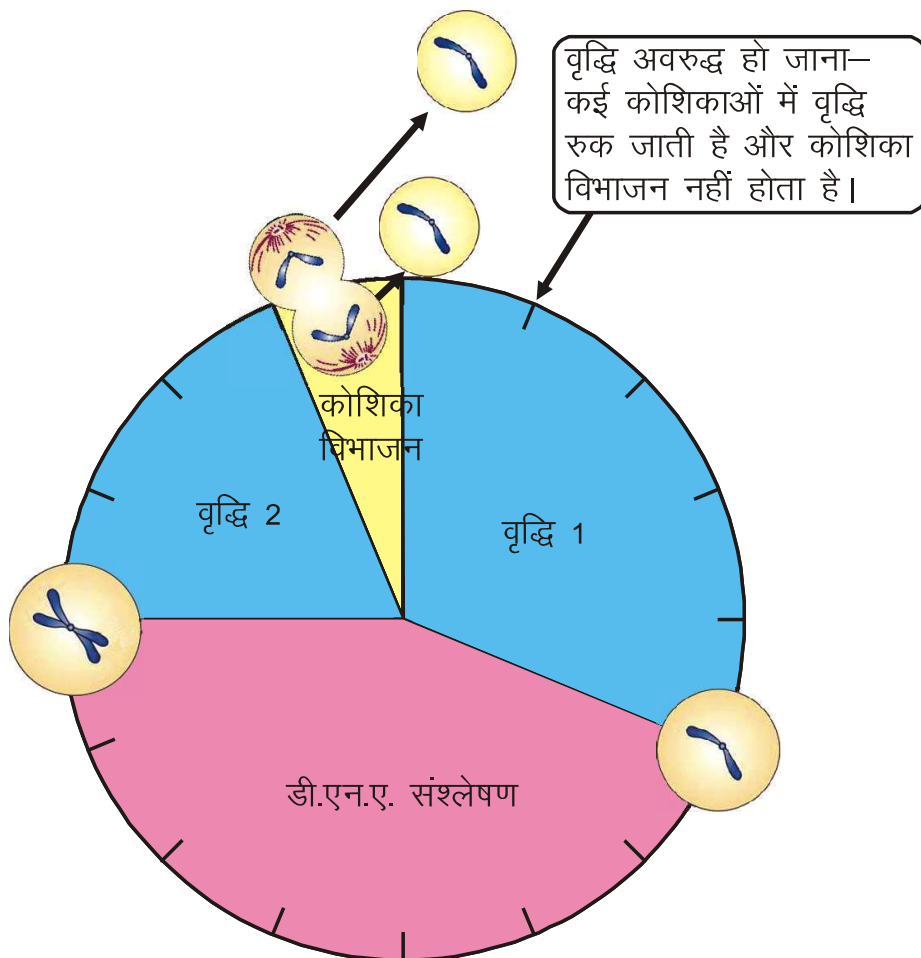 वृद्धि अवरुद्ध हो जाना–
कई कोशिकाओं में वृद्धि
रुक जाती है और कोशिका
विभाजन नहीं होता है।
कोशिका
विभाजन
वृद्धि 2
वृद्धि 1
डी.एन.ए. संश्लेषण